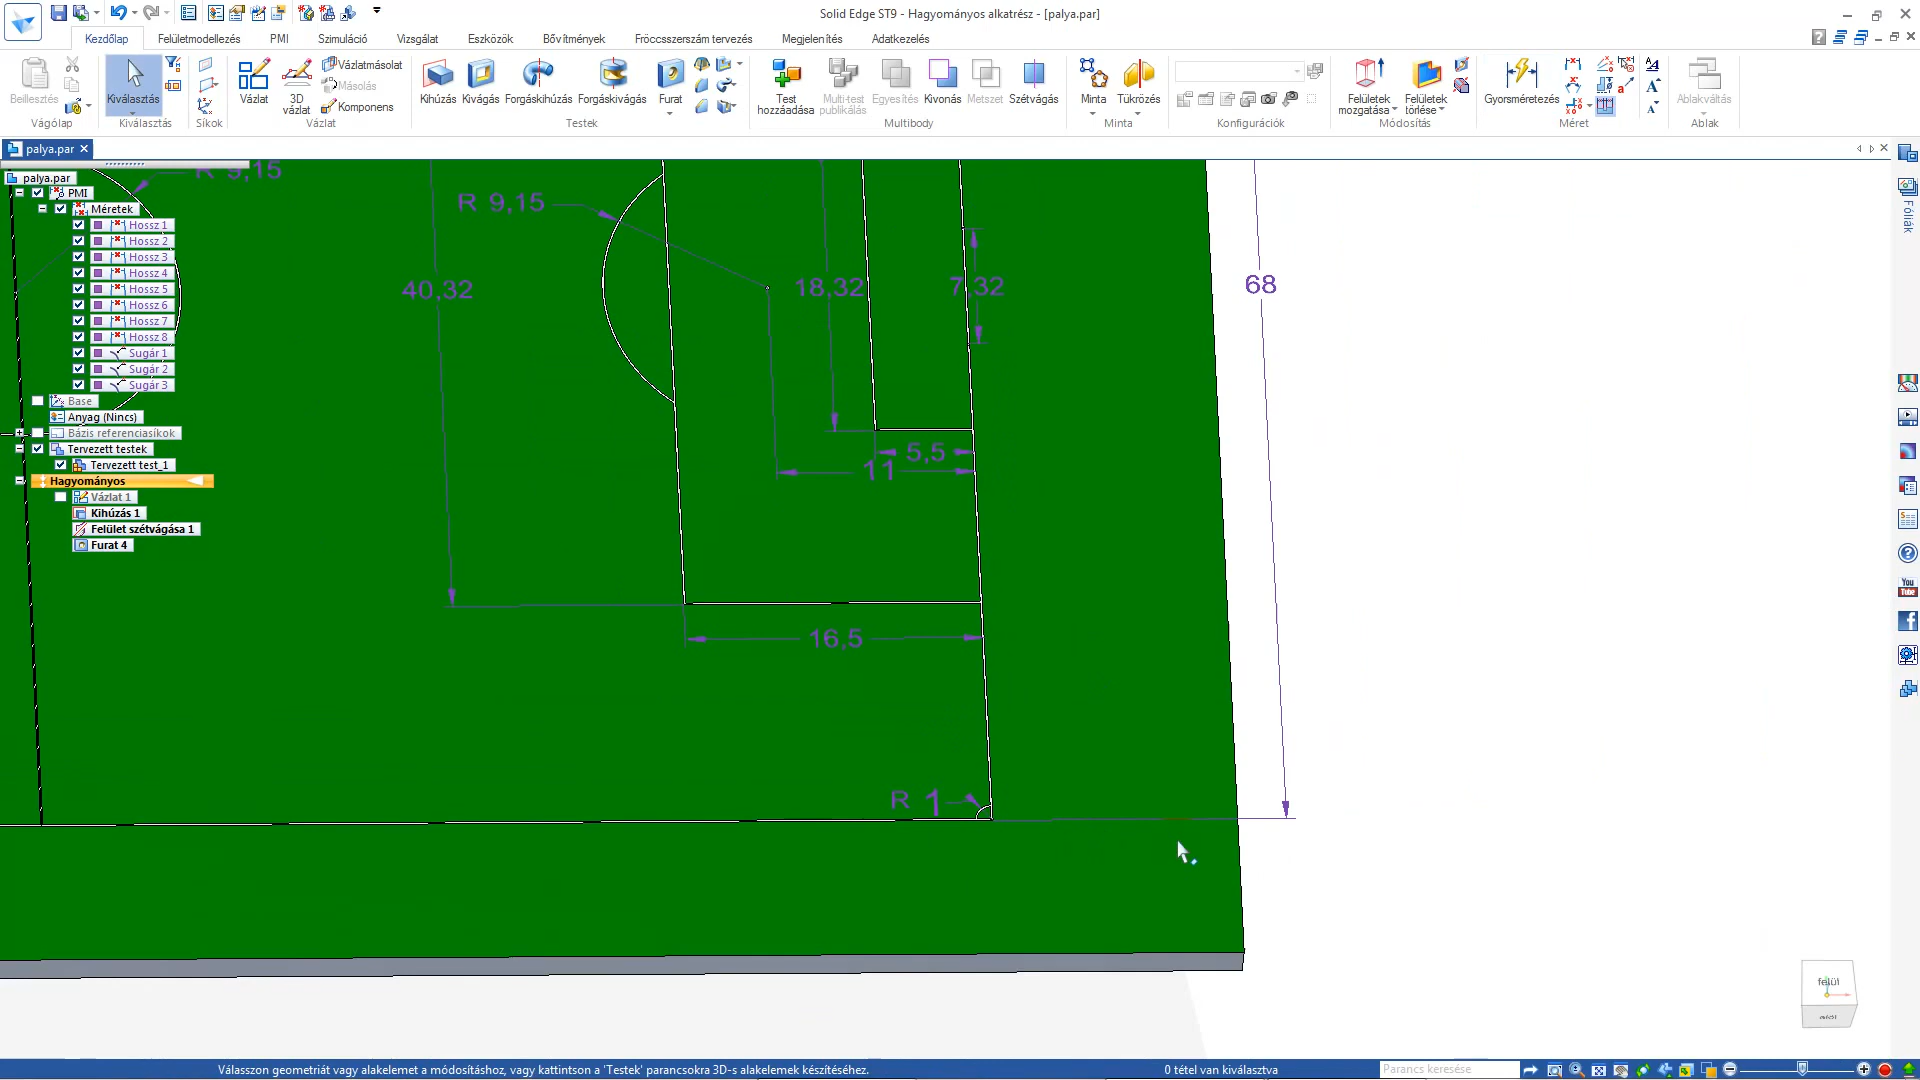 Solid Edge ST9 - Hagyományos alkatrész - [palya.par]
Kezdőlap
Felületmodellezés
PMI
Szimuláció
Vizsgálat
Eszközök
Bővítmények
Fröccsszerszám tervezés
Megjelenítés
Adatkezelés
Beillesztés
Kiválasztás
Vázlat
3D vázlat
Vázlatmásolat
Másolás
Komponens
Kihúzás
Kivágás
Forgáskihúzás
Forgáskivágás
Furat
Test hozzáadása
Multi-test publikálás
Egyesítés
Kivonás
Metszet
Szétvágás
Minta
Tükrözés
Felületek mozgatása
Felületek törlése
Gyorsméretezés
Ablakváltás
Vágólap
Kiválasztás
Síkok
Vázlat
Testek
Multibody
Minta
Konfigurációk
Módosítás
Méret
Ablak
palya.par
palya.par
PMI
Méretek
Hossz 1
Hossz 2
Hossz 3
Hossz 4
Hossz 5
Hossz 6
Hossz 7
Hossz 8
Sugár 1
Sugár 2
Sugár 3
Base
Anyag (Nincs)
Bázis referenciasíkok
Tervezett testek
Tervezett test_1
Hagyományos
Vázlat 1
Kihúzás 1
Felület szétvágása 1
Furat 4
R 9,15
R 9,15
40,32
18,32
7,32
68
5,5
11
16,5
R 1
Fóliák
You
Tube
felül
elöl
Válasszon geometriát vagy alakelemet a módosításhoz, vagy kattintson a 'Testek' parancsokra 3D-s alakelemek készítéséhez.
0 tétel van kiválasztva
Parancs keresése